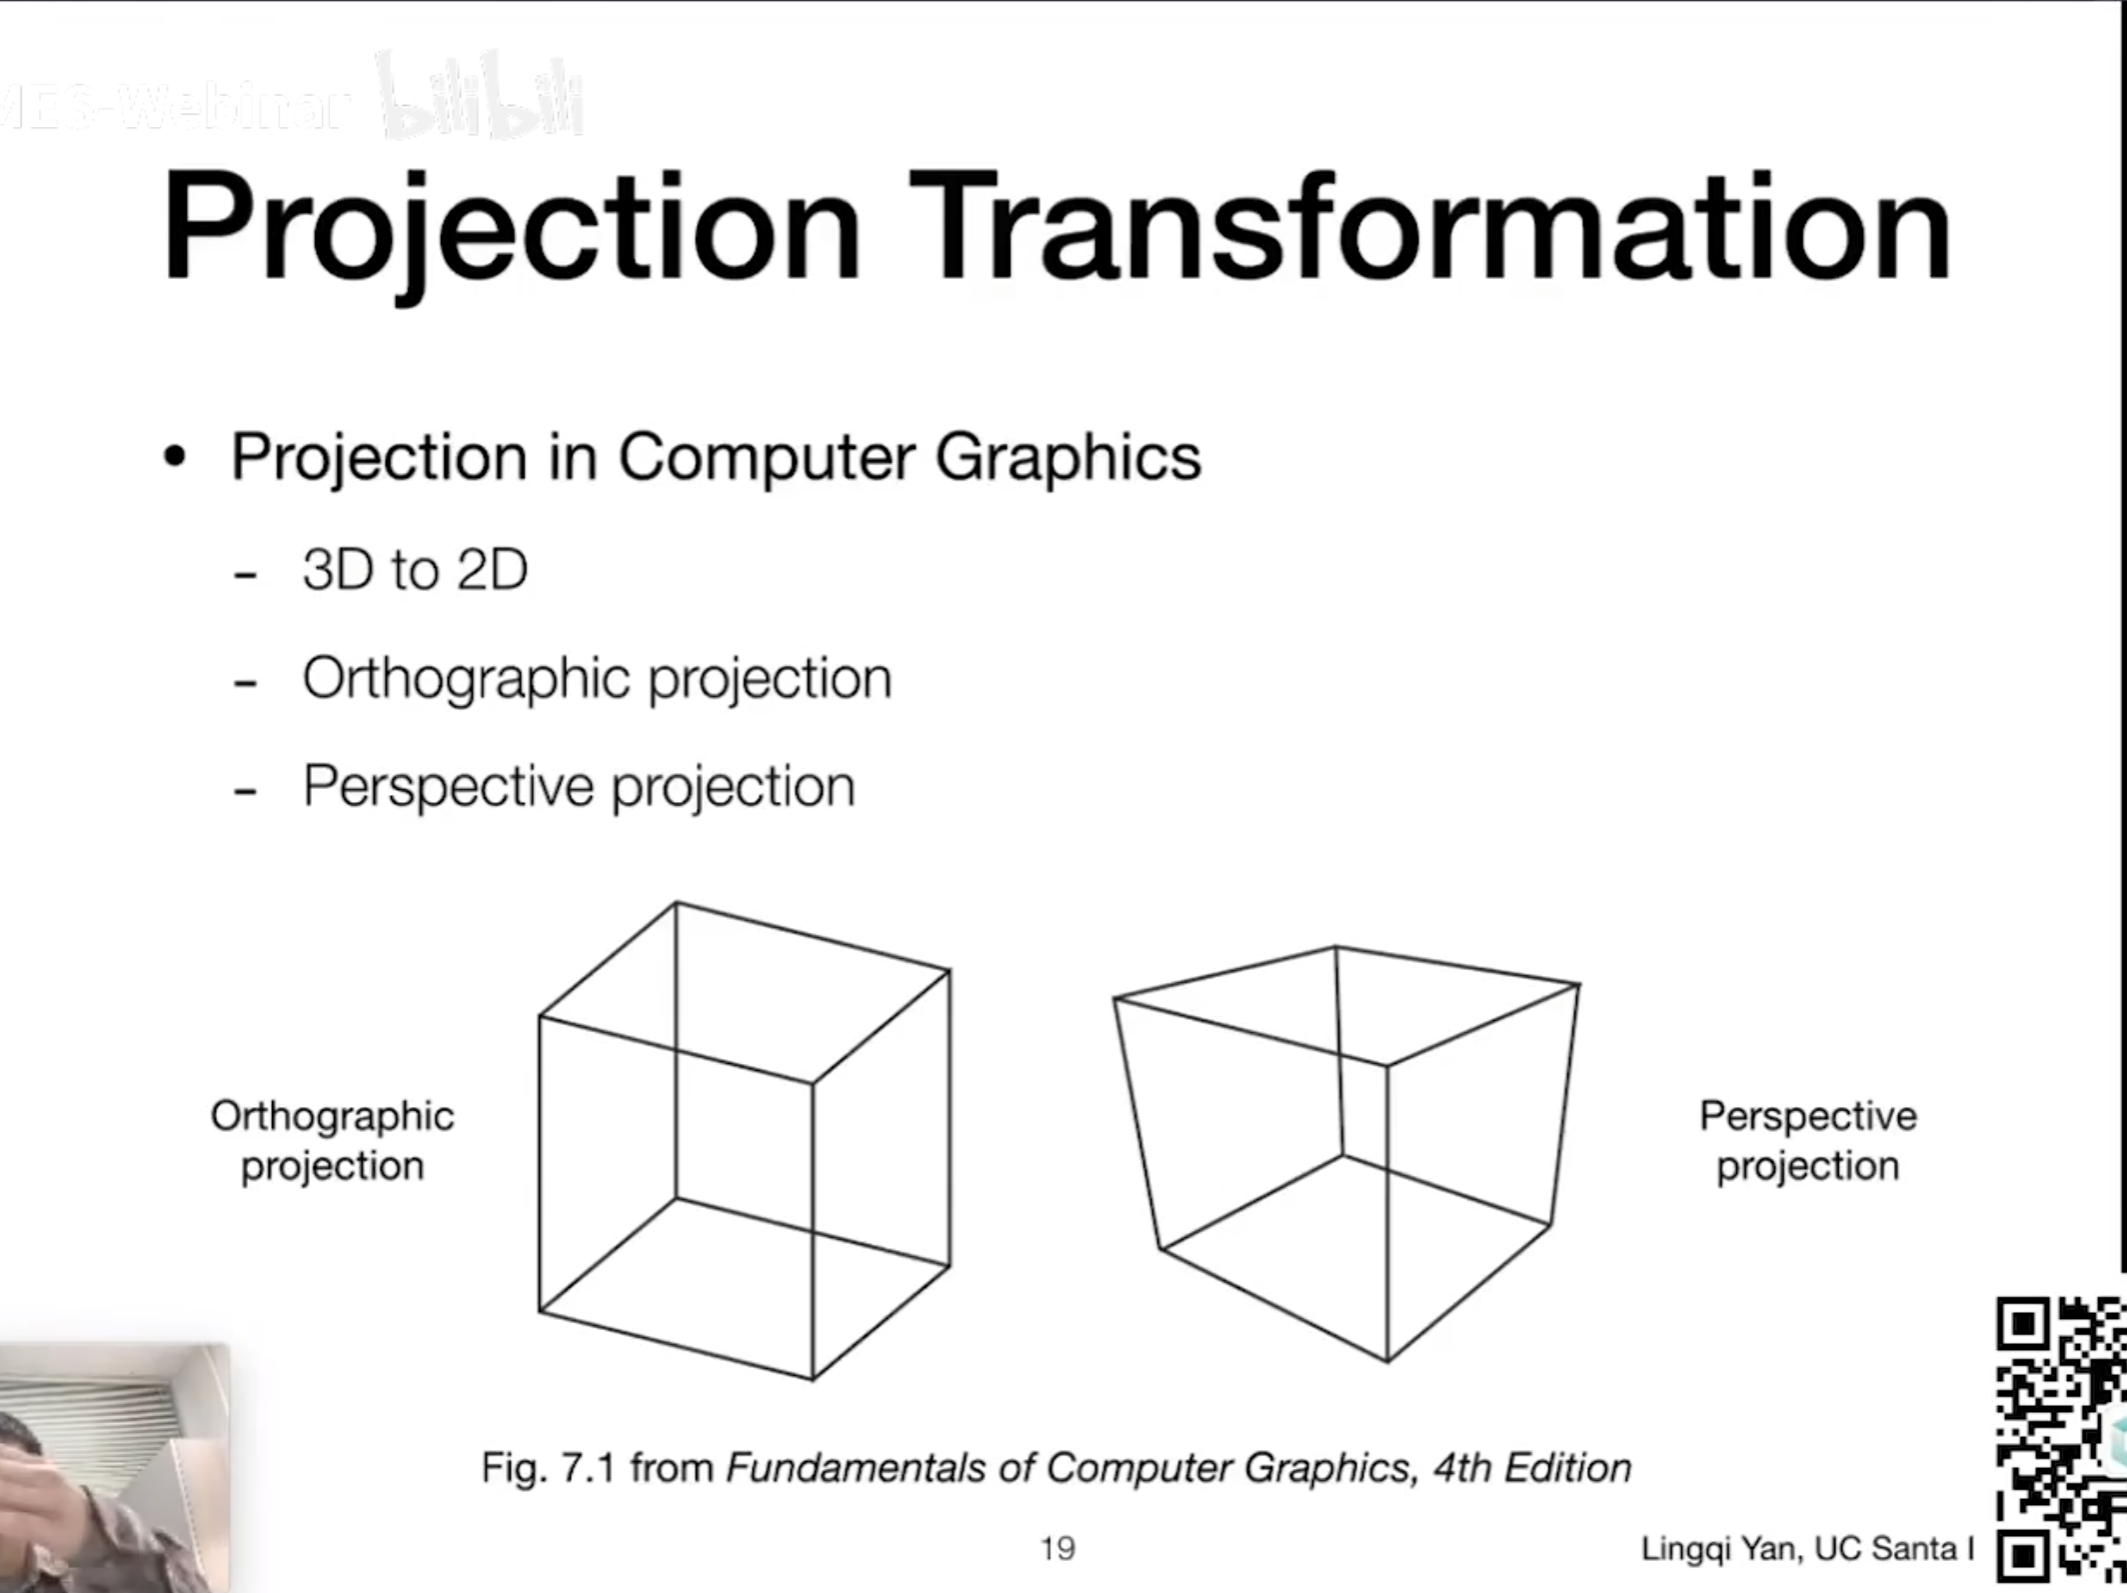 MES-Webinar bilibili
Projection Transformation
• Projection in Computer Graphics
- 3D to 2D
- Orthographic projection
- Perspective projection
Orthographic
projection
Perspective
projection
Fig. 7.1 from Fundamentals of Computer Graphics, 4th Edition
19
Lingqi Yan, UC Santa